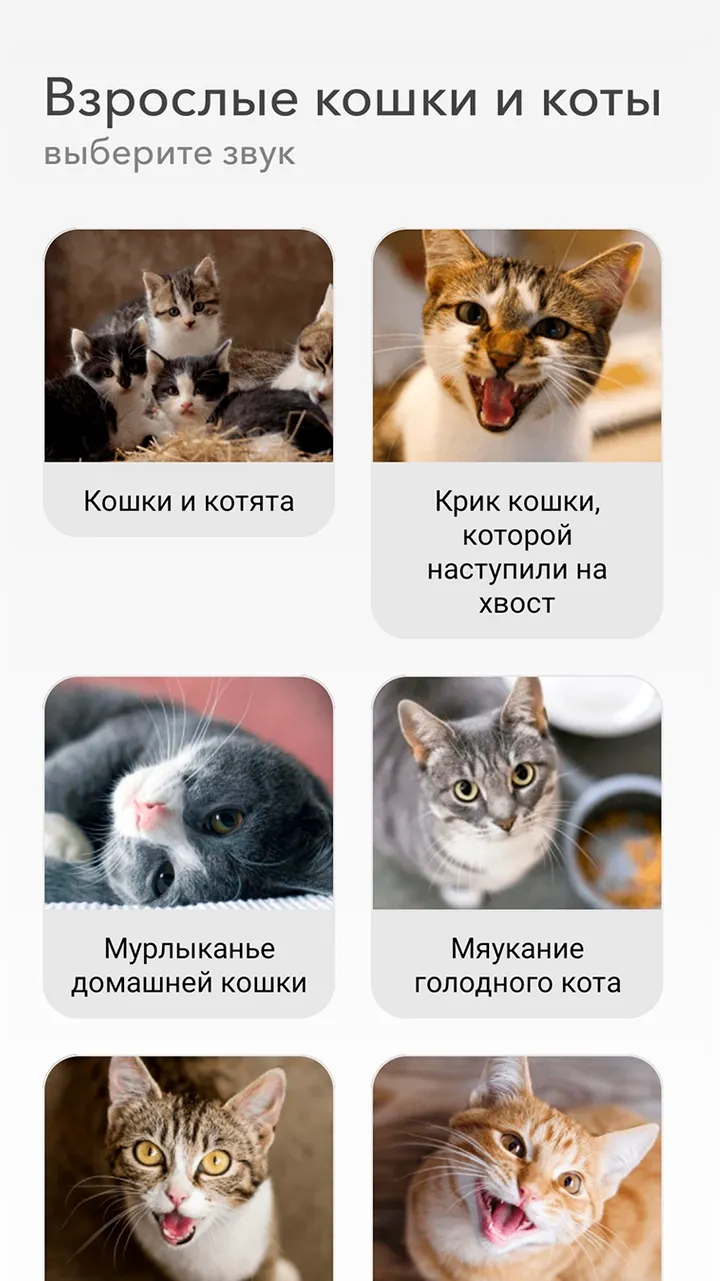 Взрослые кошки и коты
выберите звук
Кошки и котята
Крик кошки,
которой
наступили на
хвост
Мурлыканье
домашней кошки
Мяукание
голодного кота